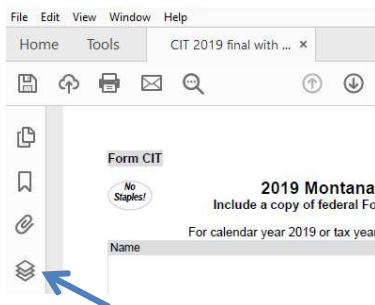 File Edit View Window Help
Home Tools CIT 2019 final with ... ×
Form CIT
No
Staples!
2019 Montana
Include a copy of federal Fo
For calendar year 2019 or tax year
Name